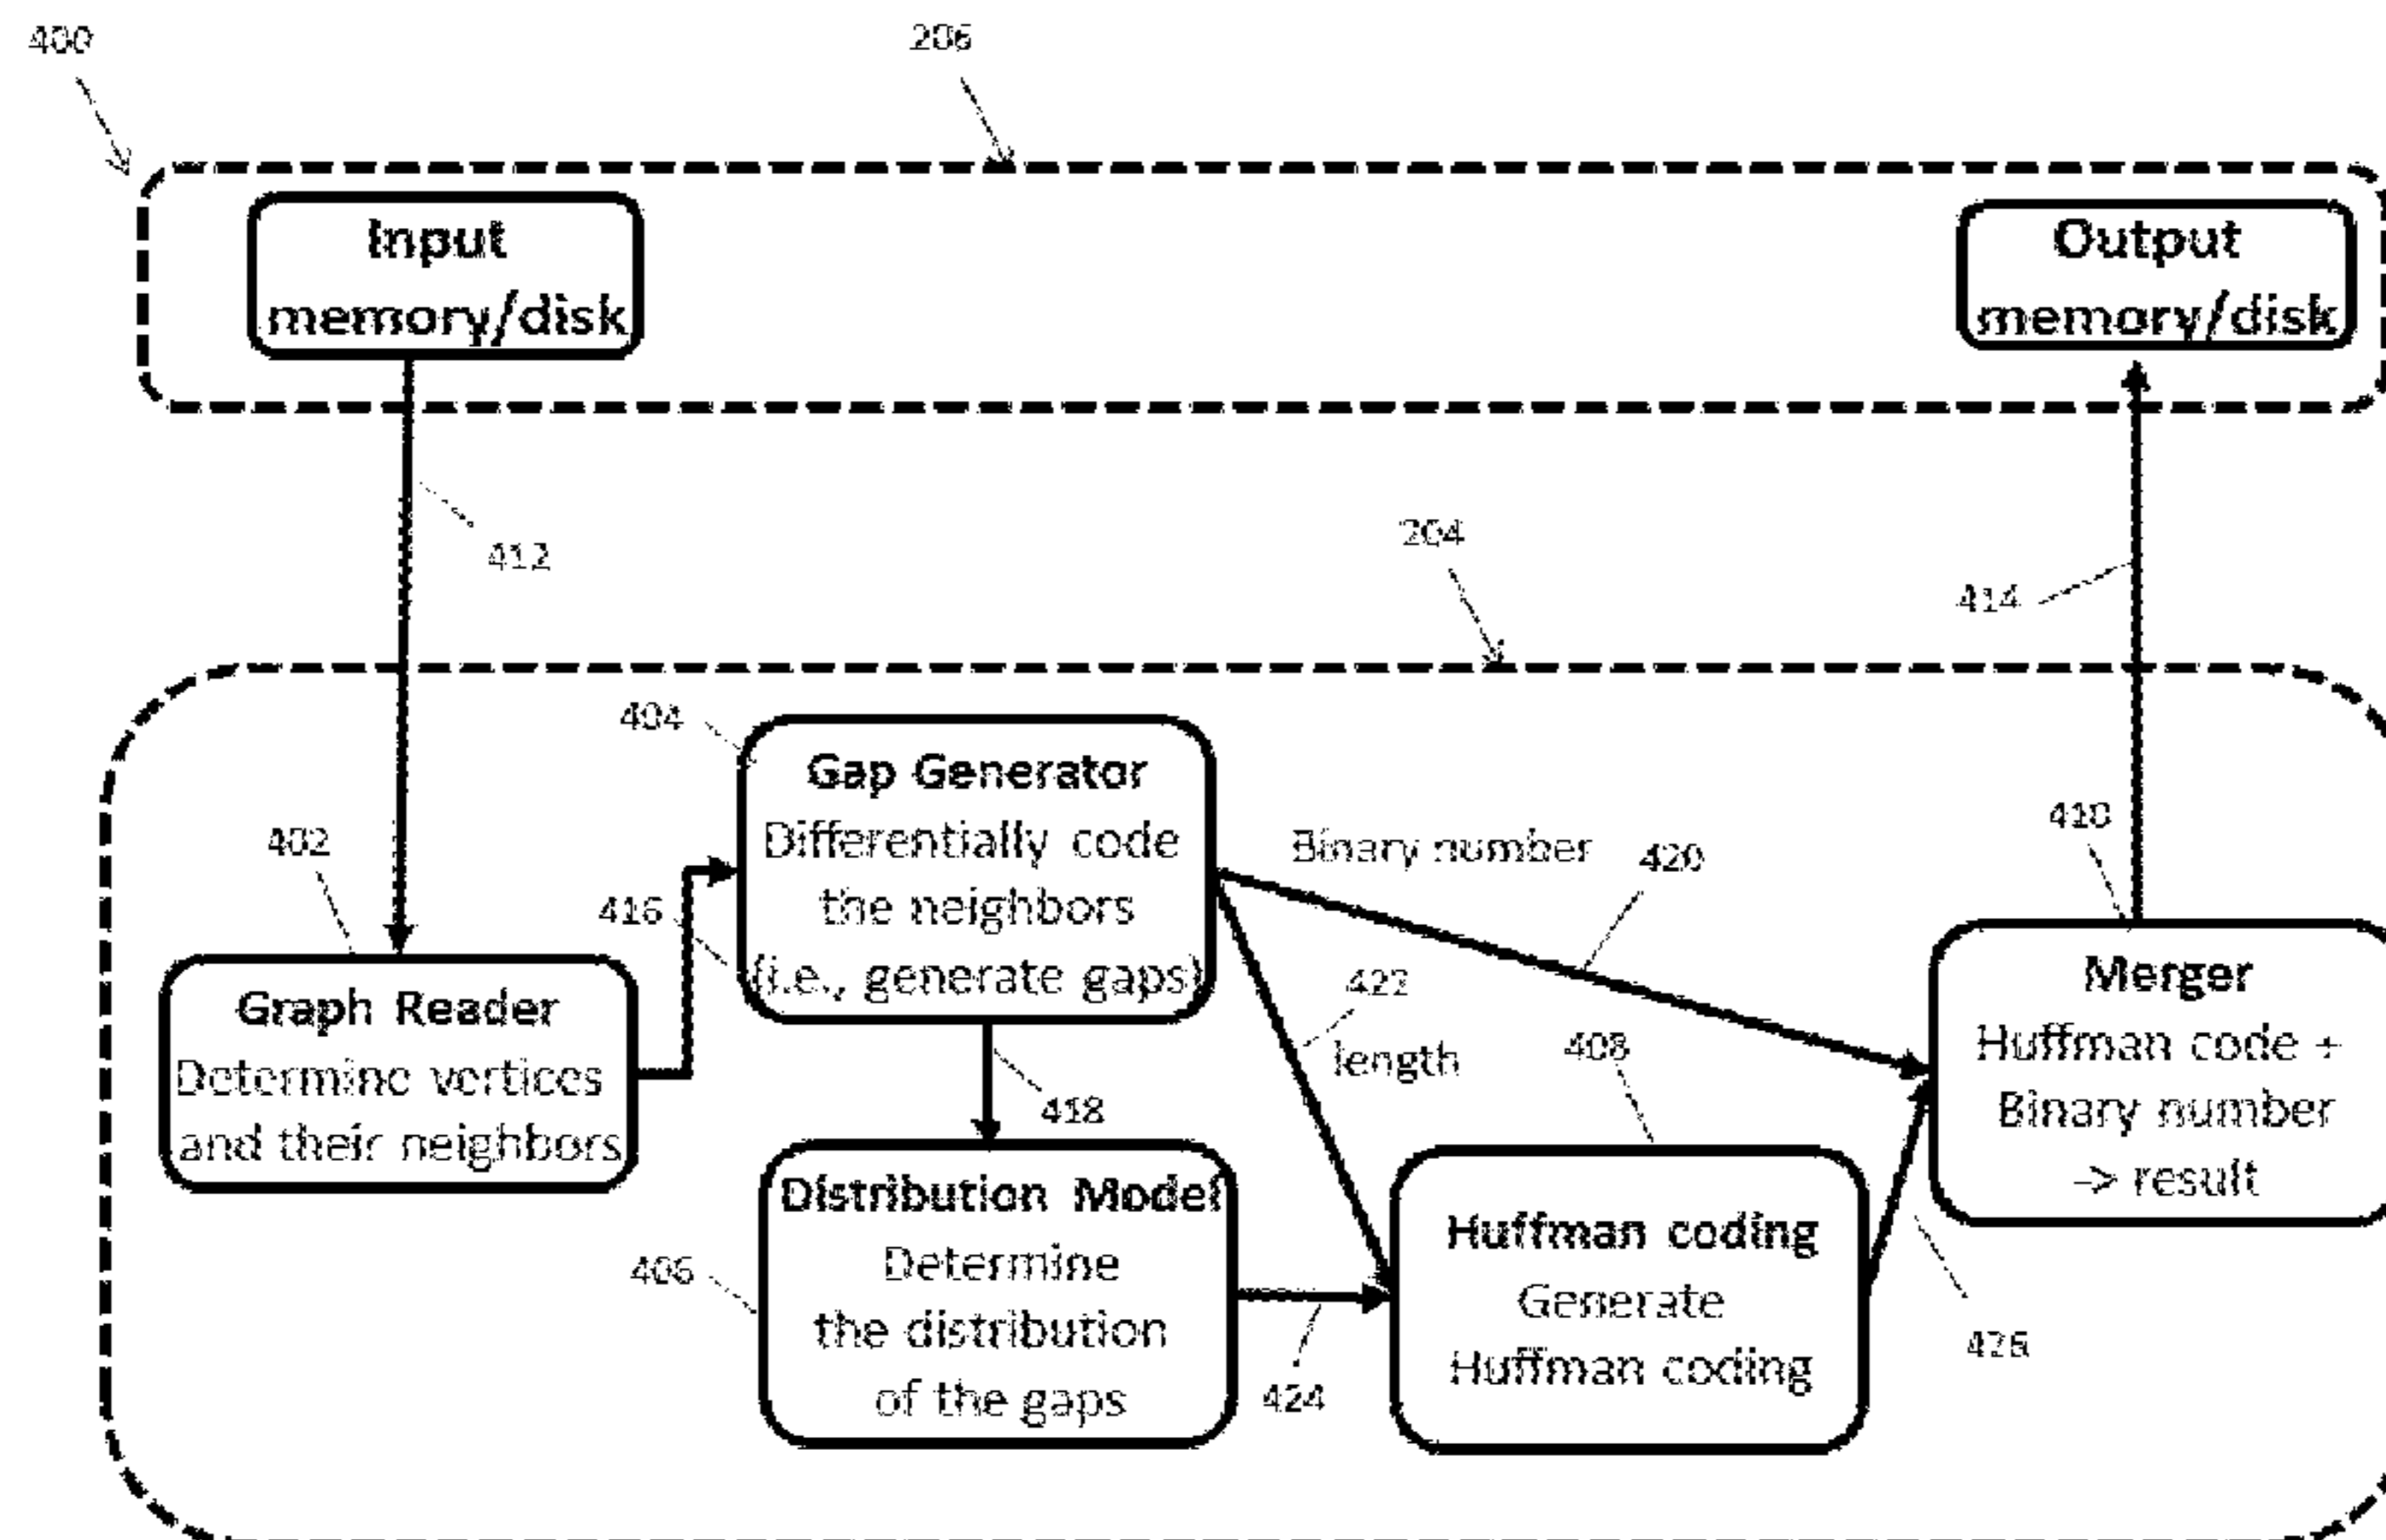 400
206
Input
memory/disk
Output
memory/disk
412
204
414
404
Gap Generator
Differentially code
the neighbors
(i.e., generate gaps)
402
416
Graph Reader
Determine vertices
and their neighbors
Binary number
420
422
length
418
408
410
Merger
Huffman code +
Binary number
-> result
406
Distribution Model
Determine
the distribution
of the gaps
424
Huffman coding
Generate
Huffman coding
426